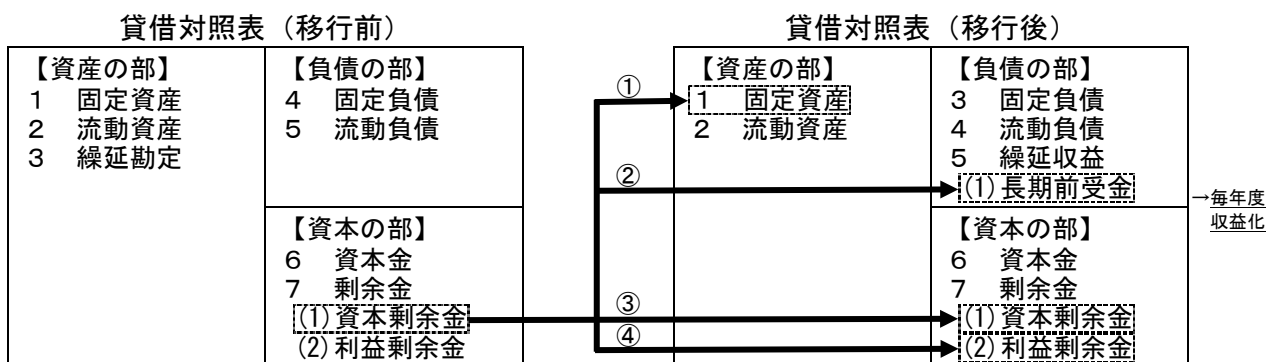 貸借対照表（移行前）
【資産の部】
1 固定資産
2 流動資産
3 繰延勘定
【負債の部】
4 固定負債
5 流動負債
【資本の部】
6 資本金
7 剰余金
(1)資本剰余金
(2)利益剰余金
①
②
③
④
貸借対照表（移行後）
【資産の部】
1 固定資産
2 流動資産
【負債の部】
3 固定負債
4 流動負債
5 繰延収益
(1)長期前受金
【資本の部】
6 資本金
7 剰余金
(1)資本剰余金
(2)利益剰余金
→毎年度
収益化